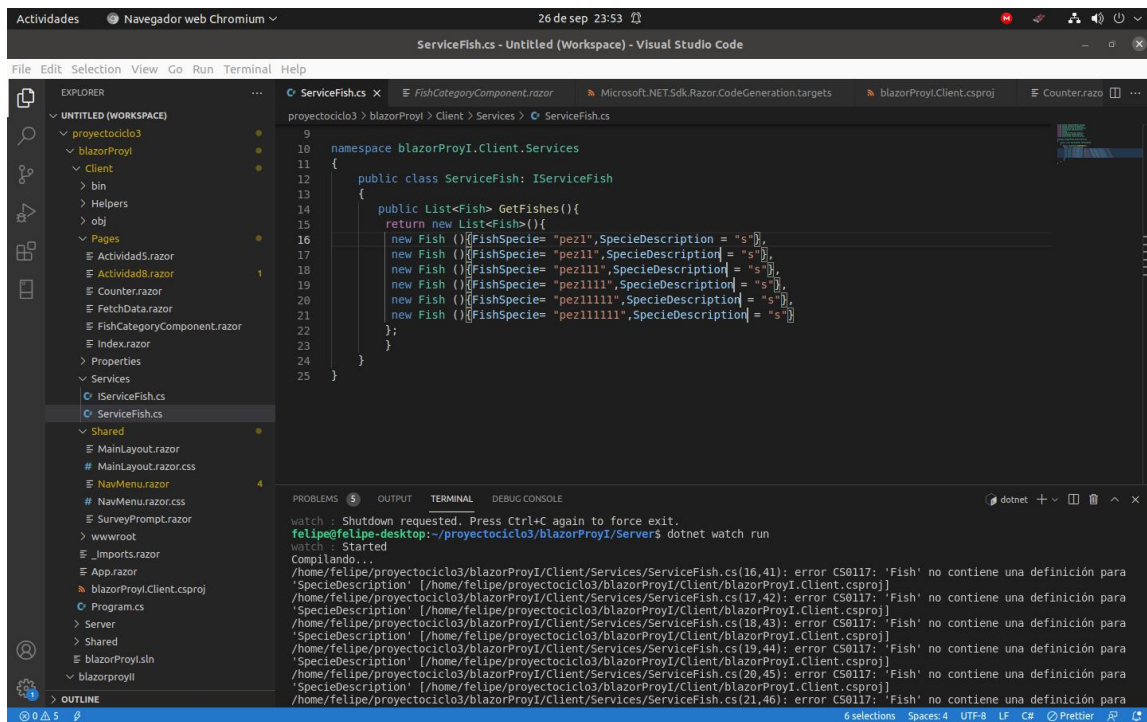 Actividades
Navegador web Chromium
26 de sep 23:53
ServiceFish.cs - Untitled (Workspace) - Visual Studio Code
File Edit Selection View Go Run Terminal Help
EXPLORER
UNTITLED (WORKSPACE)
proyectociclo3
blazorProyI
Client
bin
Helpers
obj
Pages
Actividad5.razor
Actividad8.razor 1
Counter.razor
FetchData.razor
FishCategoryComponent.razor
Index.razor
Properties
Services
IServiceFish.cs
ServiceFish.cs
Shared
MainLayout.razor
MainLayout.razor.css
NavMenu.razor 4
NavMenu.razor.css
SurveyPrompt.razor
wwwroot
_Imports.razor
App.razor
blazorProyI.Client.csproj
Program.cs
Server
Shared
blazorProyI.sln
blazorproyII
OUTLINE
ServiceFish.cs FishCategoryComponent.razor Microsoft.NET.Sdk.Razor.CodeGeneration.targets blazorProyI.Client.csproj Counter.razo
proyectociclo3 > blazorProyI > Client > Services > ServiceFish.cs
9
10 namespace blazorProyI.Client.Services
11 {
12 public class ServiceFish: IServiceFish
13 {
14 public List<Fish> GetFishes(){
15 return new List<Fish>(){
16 new Fish (){FishSpecie= "pez1",SpecieDescription = "s"},
17 new Fish (){FishSpecie= "pez11",SpecieDescription = "s"},
18 new Fish (){FishSpecie= "pez111",SpecieDescription = "s"},
19 new Fish (){FishSpecie= "pez1111",SpecieDescription = "s"},
20 new Fish (){FishSpecie= "pez11111",SpecieDescription = "s"},
21 new Fish (){FishSpecie= "pez111111",SpecieDescription = "s"}
22 };
23 }
24 }
25 }
PROBLEMS 5 OUTPUT TERMINAL DEBUG CONSOLE
dotnet
watch : Shutdown requested. Press Ctrl+C again to force exit.
felipe@felipe-desktop:~/proyectociclo3/blazorProyI/Server$ dotnet watch run
watch : Started
Compilando...
/home/felipe/proyectociclo3/blazorProyI/Client/Services/ServiceFish.cs(16,41): error CS0117: 'Fish' no contiene una definición para
'SpecieDescription' [/home/felipe/proyectociclo3/blazorProyI/Client/blazorProyI.Client.csproj]
/home/felipe/proyectociclo3/blazorProyI/Client/Services/ServiceFish.cs(17,42): error CS0117: 'Fish' no contiene una definición para
'SpecieDescription' [/home/felipe/proyectociclo3/blazorProyI/Client/blazorProyI.Client.csproj]
/home/felipe/proyectociclo3/blazorProyI/Client/Services/ServiceFish.cs(18,43): error CS0117: 'Fish' no contiene una definición para
'SpecieDescription' [/home/felipe/proyectociclo3/blazorProyI/Client/blazorProyI.Client.csproj]
/home/felipe/proyectociclo3/blazorProyI/Client/Services/ServiceFish.cs(19,44): error CS0117: 'Fish' no contiene una definición para
'SpecieDescription' [/home/felipe/proyectociclo3/blazorProyI/Client/blazorProyI.Client.csproj]
/home/felipe/proyectociclo3/blazorProyI/Client/Services/ServiceFish.cs(20,45): error CS0117: 'Fish' no contiene una definición para
'SpecieDescription' [/home/felipe/proyectociclo3/blazorProyI/Client/blazorProyI.Client.csproj]
/home/felipe/proyectociclo3/blazorProyI/Client/Services/ServiceFish.cs(21,46): error CS0117: 'Fish' no contiene una definición para
0 5
6 selections Spaces: 4 UTF-8 LF C# Prettier